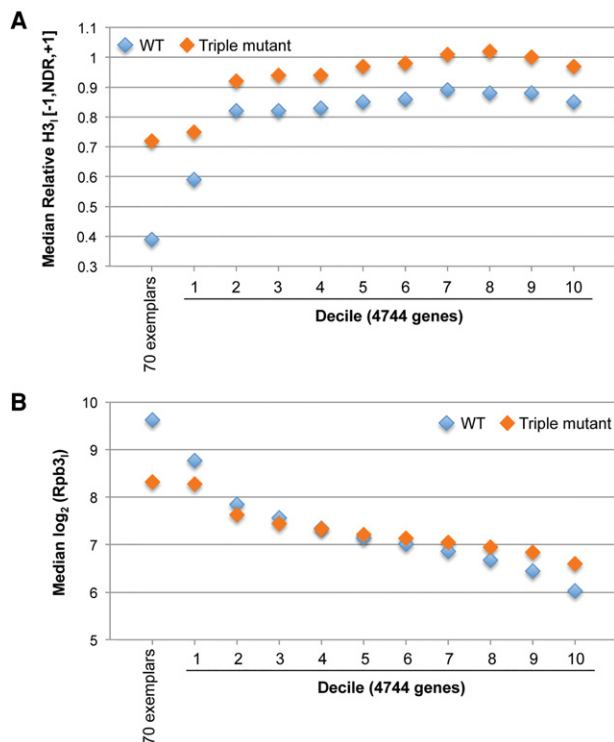 A
WT Triple mutant
Median Relative H3I [-1,NDR,+1]
1.1
1
0.9
0.8
0.7
0.6
0.5
0.4
0.3
70 exemplars
1 2 3 4 5 6 7 8 9 10
Decile (4744 genes)
B
WT Triple mutant
Median log2 (Rpb3I)
10
9
8
7
6
5
70 exemplars
1 2 3 4 5 6 7 8 9 10
Decile (4744 genes)